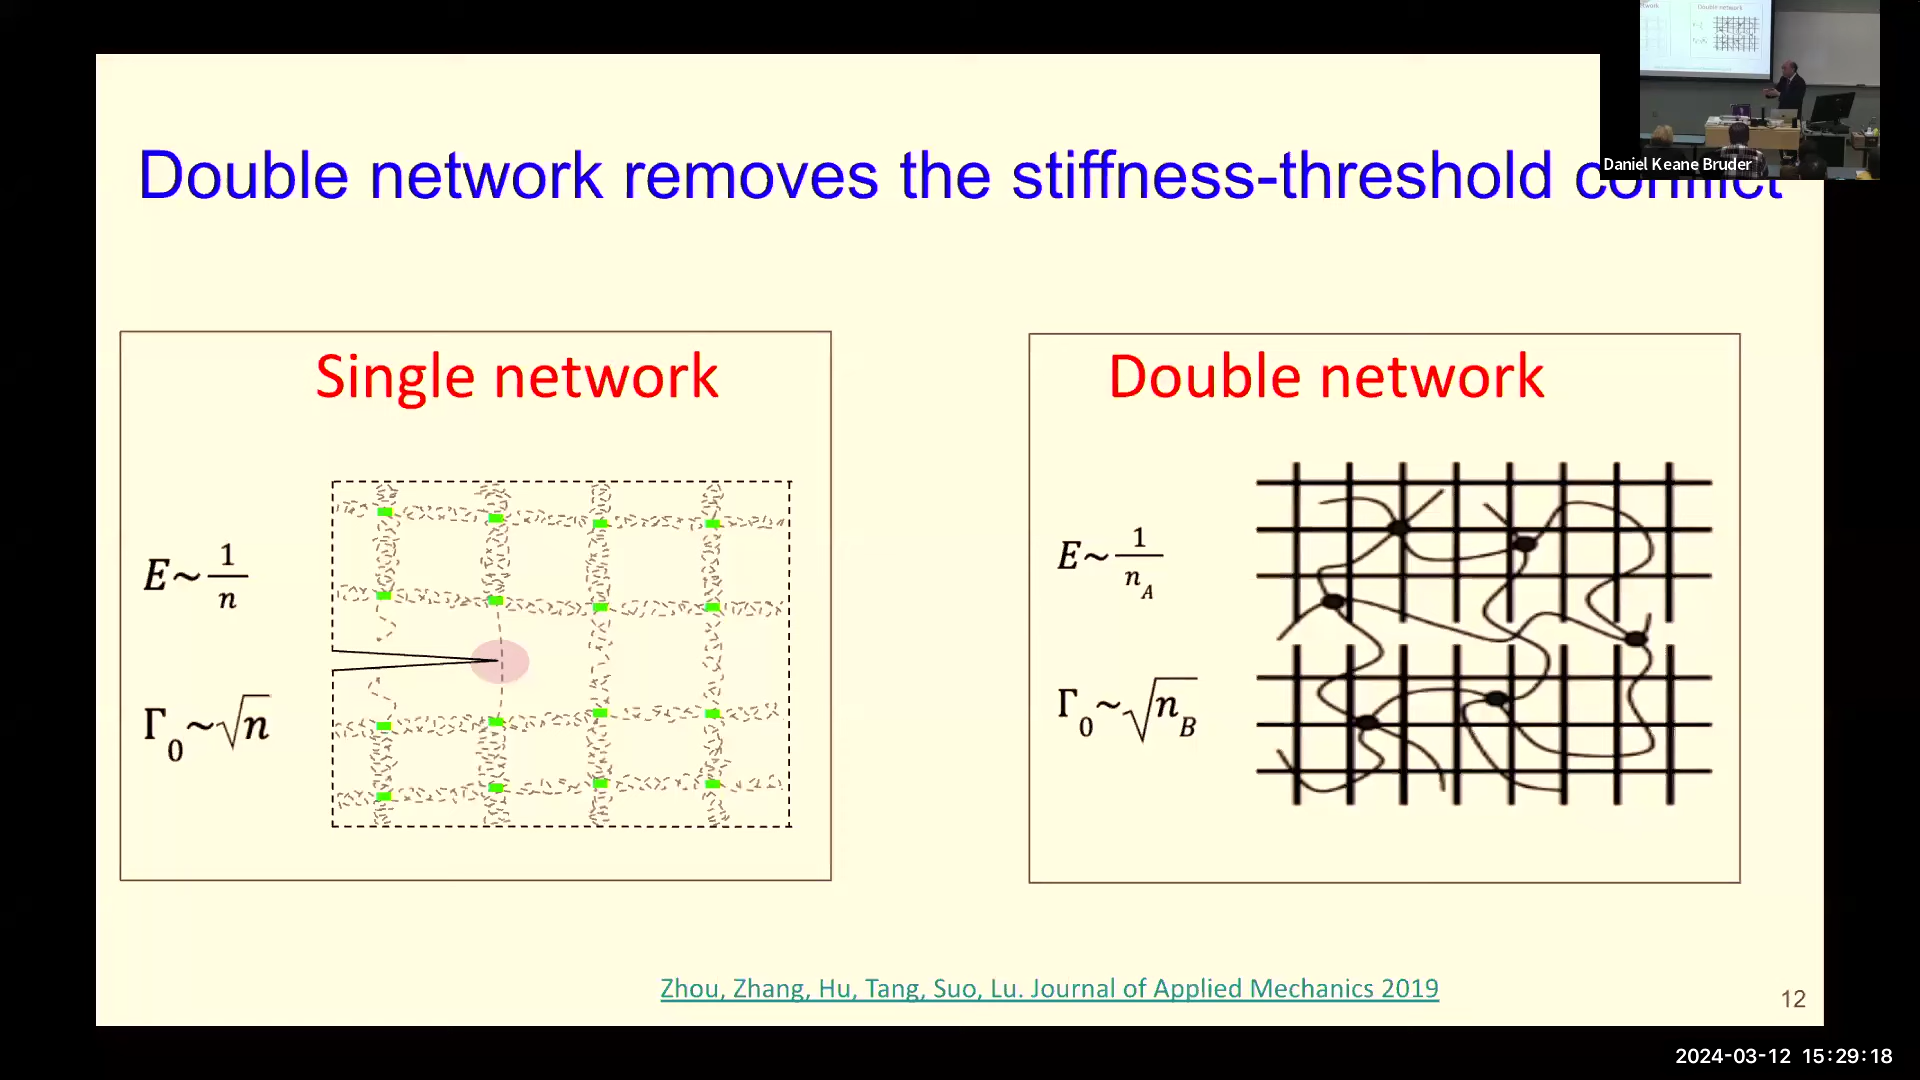 Double network
Daniel Keane Bruder
Double network removes the stiffness-threshold conflict
Single network
E~1/n
Γ₀~√n
Double network
E~1/n_A
Γ₀~√n_B
Zhou, Zhang, Hu, Tang, Suo, Lu. Journal of Applied Mechanics 2019
12
2024-03-12 15:29:18